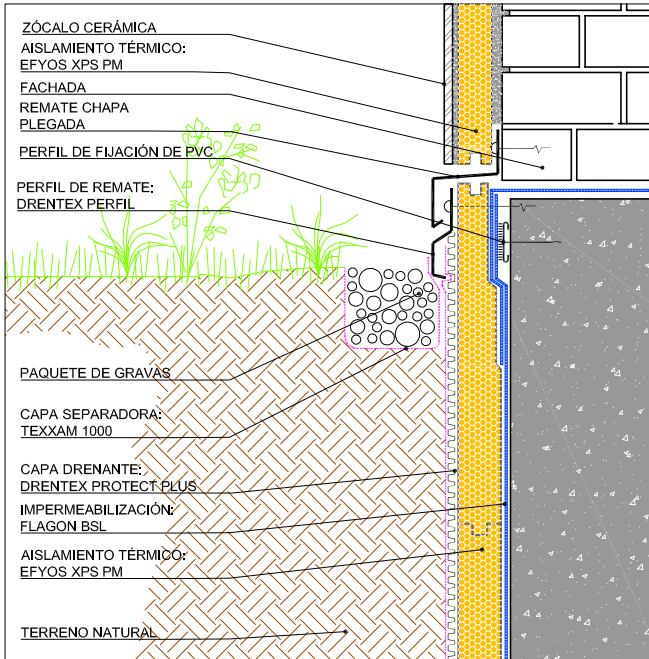 ZÓCALO CERÁMICA
AISLAMIENTO TÉRMICO:
EFYOS XPS PM
FACHADA
REMATE CHAPA
PLEGADA
PERFIL DE FIJACIÓN DE PVC
PERFIL DE REMATE:
DRENTEX PERFIL
PAQUETE DE GRAVAS
CAPA SEPARADORA:
TEXXAM 1000
CAPA DRENANTE:
DRENTEX PROTECT PLUS
IMPERMEABILIZACIÓN:
FLAGON BSL
AISLAMIENTO TÉRMICO:
EFYOS XPS PM
TERRENO NATURAL